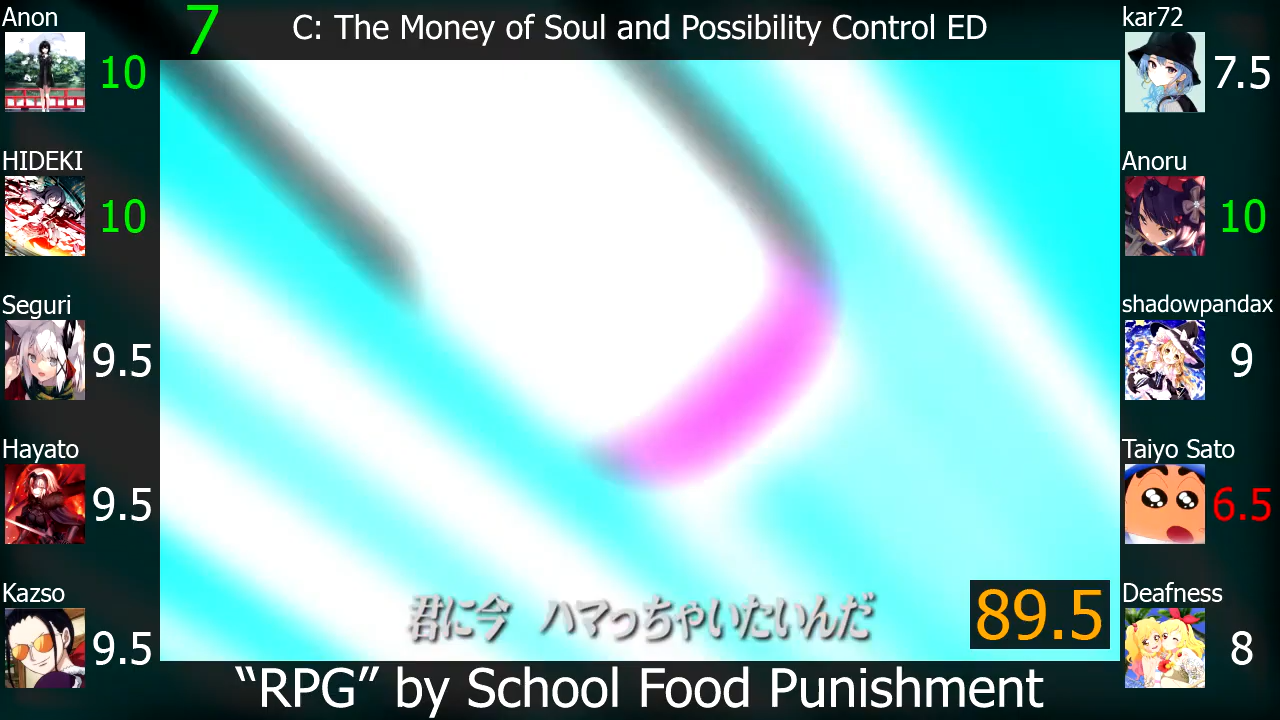 Anon
10
7
C: The Money of Soul and Possibility Control ED
kar72
7.5
HIDEKI
10
Anoru
10
Seguri
9.5
shadowpandax
9
Hayato
9.5
Taiyo Sato
6.5
Kazso
9.5
君に今 ハマっちゃいたいんだ
89.5
Deafness
8
“RPG” by School Food Punishment